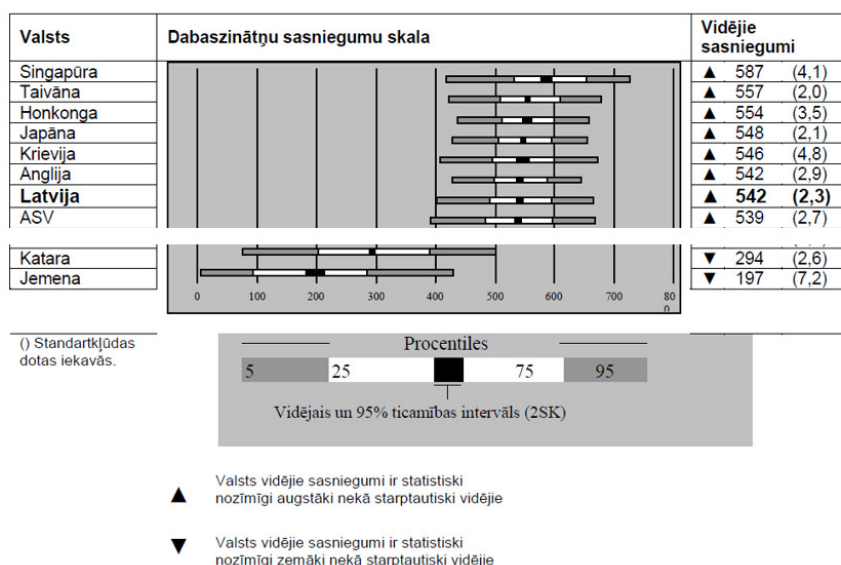 Valsts Dabaszinātņu sasniegumu skala Vidējie sasniegumi
Singapūra ▲ 587 (4,1)
Taivāna ▲ 557 (2,0)
Honkonga ▲ 554 (3,5)
Japāna ▲ 548 (2,1)
Krievija ▲ 546 (4,8)
Anglija ▲ 542 (2,9)
Latvija ▲ 542 (2,3)
ASV ▲ 539 (2,7)
Katara ▼ 294 (2,6)
Jemena ▼ 197 (7,2)
0 100 200 300 400 500 600 700 80
0
() Standartkļūdas
dotas iekavās.
Procentiles
5 25 75 95
Vidējais un 95% ticamības intervāls (2SK)
▲ Valsts vidējie sasniegumi ir statistiski
nozīmīgi augstāki nekā starptautiski vidējie
▼ Valsts vidējie sasniegumi ir statistiski
nozīmīgi zemāki nekā starptautiski vidējie